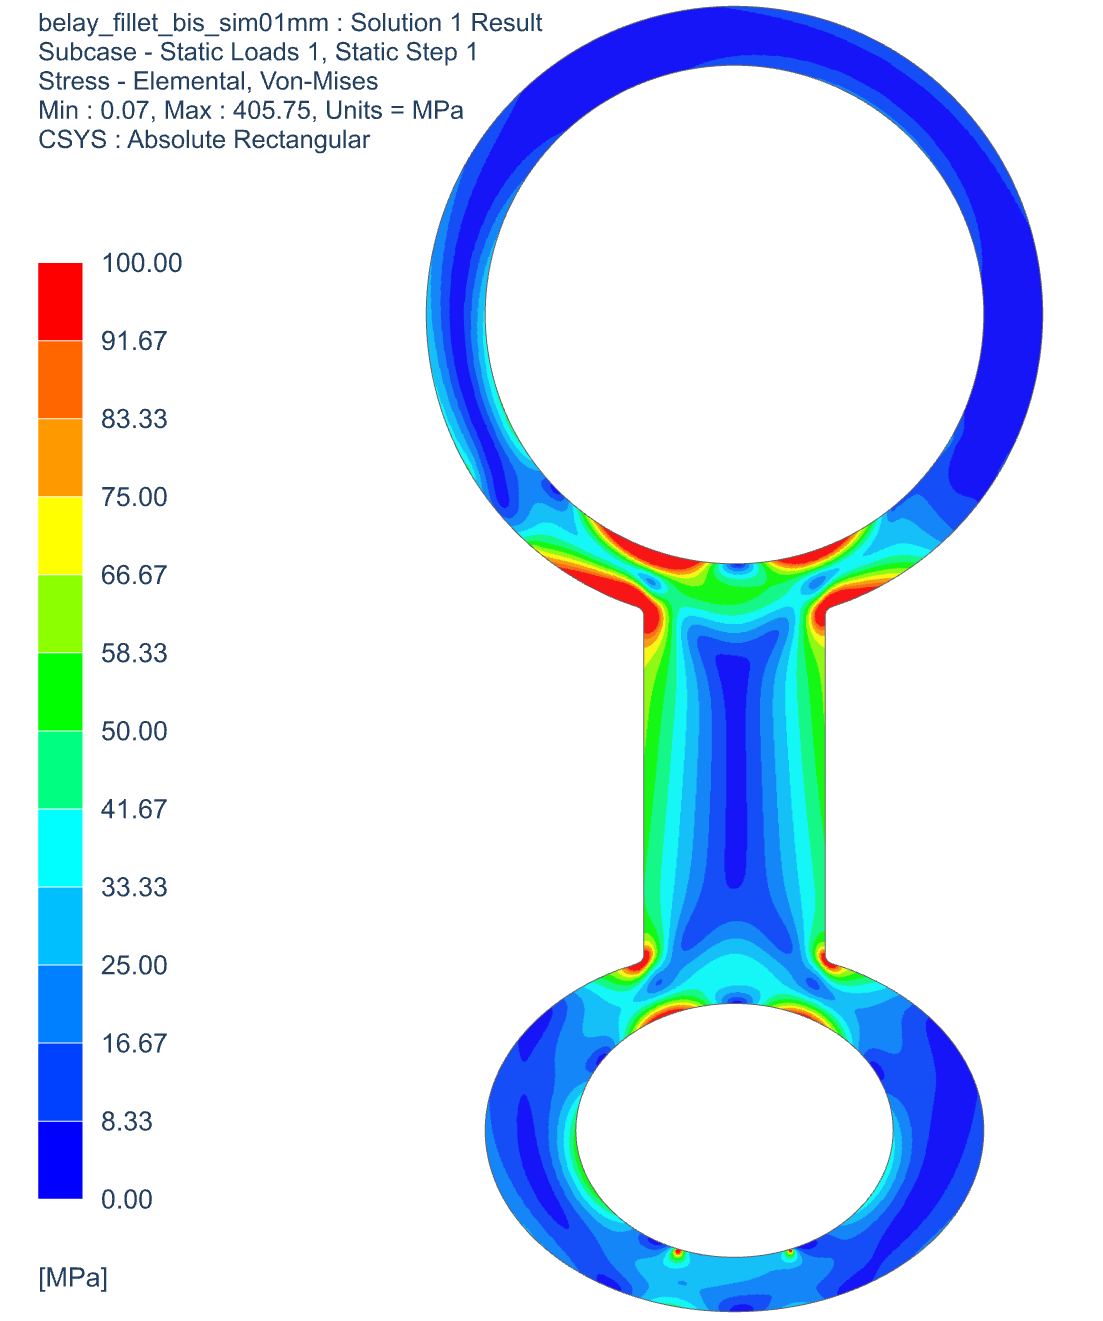 belay_fillet_bis_sim01mm : Solution 1 Result
Subcase - Static Loads 1, Static Step 1
Stress - Elemental, Von-Mises
Min : 0.07, Max : 405.75, Units = MPa
CSYS : Absolute Rectangular
100.00
91.67
83.33
75.00
66.67
58.33
50.00
41.67
33.33
25.00
16.67
8.33
0.00
[MPa]